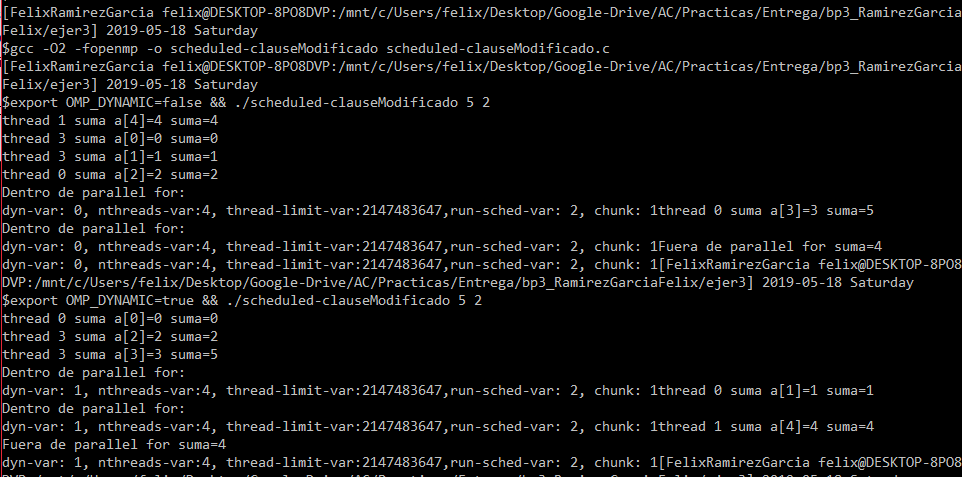 [FelixRamirezGarcia felix@DESKTOP-8PO8DVP:/mnt/c/Users/felix/Desktop/Google-Drive/AC/Practicas/Entrega/bp3_RamirezGarcia
Felix/ejer3] 2019-05-18 Saturday
$gcc -O2 -fopenmp -o scheduled-clauseModificado scheduled-clauseModificado.c
[FelixRamirezGarcia felix@DESKTOP-8PO8DVP:/mnt/c/Users/felix/Desktop/Google-Drive/AC/Practicas/Entrega/bp3_RamirezGarcia
Felix/ejer3] 2019-05-18 Saturday
$export OMP_DYNAMIC=false && ./scheduled-clauseModificado 5 2
thread 1 suma a[4]=4 suma=4
thread 3 suma a[0]=0 suma=0
thread 3 suma a[1]=1 suma=1
thread 0 suma a[2]=2 suma=2
Dentro de parallel for:
dyn-var: 0, nthreads-var:4, thread-limit-var:2147483647,run-sched-var: 2, chunk: 1thread 0 suma a[3]=3 suma=5
Dentro de parallel for:
dyn-var: 0, nthreads-var:4, thread-limit-var:2147483647,run-sched-var: 2, chunk: 1Fuera de parallel for suma=4
dyn-var: 0, nthreads-var:4, thread-limit-var:2147483647,run-sched-var: 2, chunk: 1[FelixRamirezGarcia felix@DESKTOP-8PO8
DVP:/mnt/c/Users/felix/Desktop/Google-Drive/AC/Practicas/Entrega/bp3_RamirezGarciaFelix/ejer3] 2019-05-18 Saturday
$export OMP_DYNAMIC=true && ./scheduled-clauseModificado 5 2
thread 0 suma a[0]=0 suma=0
thread 3 suma a[2]=2 suma=2
thread 3 suma a[3]=3 suma=5
Dentro de parallel for:
dyn-var: 1, nthreads-var:4, thread-limit-var:2147483647,run-sched-var: 2, chunk: 1thread 0 suma a[1]=1 suma=1
Dentro de parallel for:
dyn-var: 1, nthreads-var:4, thread-limit-var:2147483647,run-sched-var: 2, chunk: 1thread 1 suma a[4]=4 suma=4
Fuera de parallel for suma=4
dyn-var: 1, nthreads-var:4, thread-limit-var:2147483647,run-sched-var: 2, chunk: 1[FelixRamirezGarcia felix@DESKTOP-8PO8